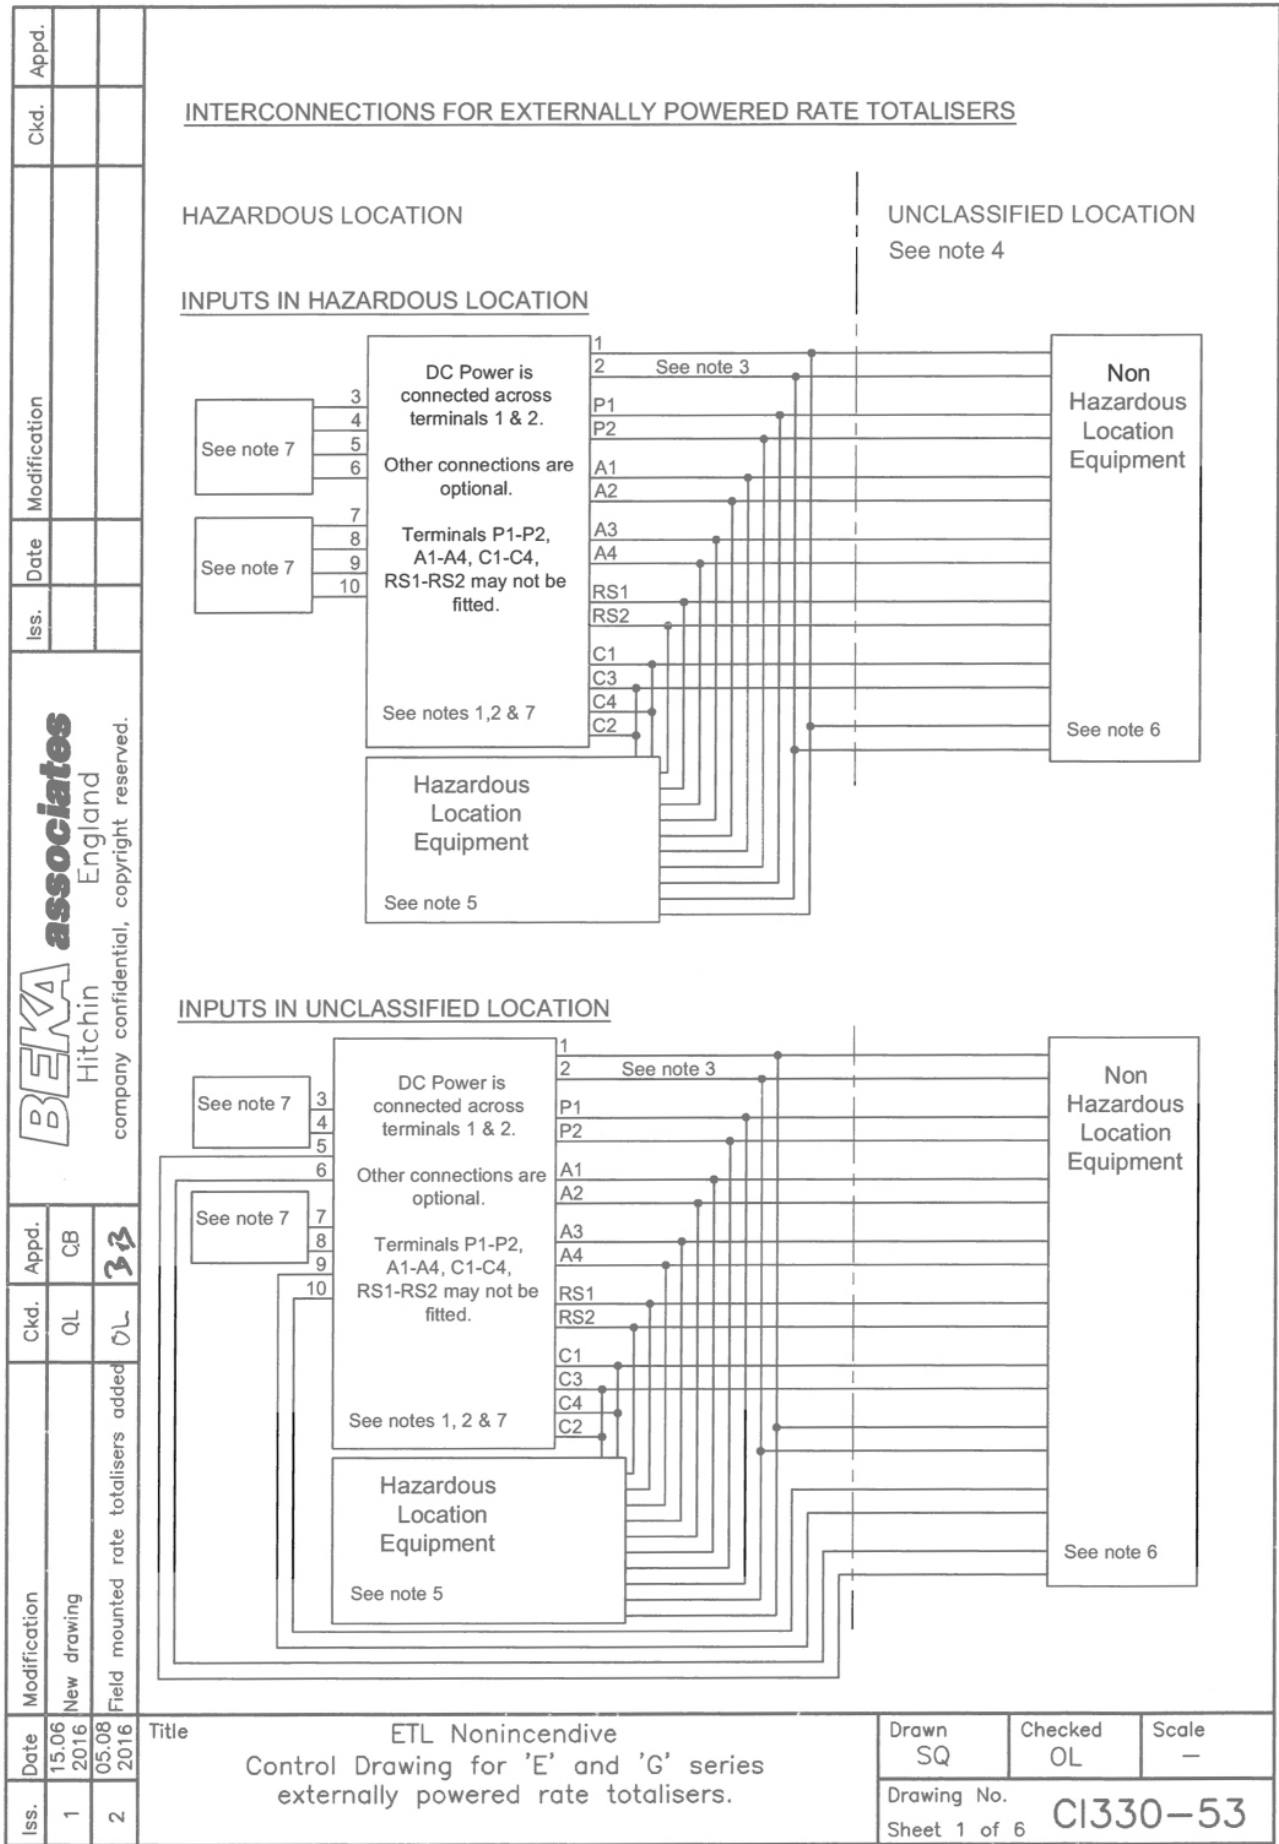 INTERCONNECTIONS FOR EXTERNALLY POWERED RATE TOTALISERS
HAZARDOUS LOCATION
UNCLASSIFIED LOCATION
See note 4
INPUTS IN HAZARDOUS LOCATION
3
4
5
6
See note 7
7
8
9
10
See note 7
DC Power is
connected across
terminals 1 & 2.
Other connections are
optional.
Terminals P1-P2,
A1-A4, C1-C4,
RS1-RS2 may not be
fitted.
See notes 1,2 & 7
1
2
See note 3
P1
P2
A1
A2
A3
A4
RS1
RS2
C1
C3
C4
C2
Non
Hazardous
Location
Equipment
See note 6
Hazardous
Location
Equipment
See note 5
INPUTS IN UNCLASSIFIED LOCATION
See note 7
3
4
5
6
See note 7
7
8
9
10
DC Power is
connected across
terminals 1 & 2.
Other connections are
optional.
Terminals P1-P2,
A1-A4, C1-C4,
RS1-RS2 may not be
fitted.
See notes 1, 2 & 7
1
2
See note 3
P1
P2
A1
A2
A3
A4
RS1
RS2
C1
C3
C4
C2
Non
Hazardous
Location
Equipment
See note 6
Hazardous
Location
Equipment
See note 5
Title
ETL Nonincendive
Control Drawing for 'E' and 'G' series
externally powered rate totalisers.
Drawn
SQ
Checked
OL
Scale
–
Drawing No.
Sheet 1 of 6
CI330-53
Iss. Date Modification Ckd. Appd.
1 15.06 2016 New drawing QL CB
2 05.08 2016 Field mounted rate totalisers added OL
BEKA associates
Hitchin England
company confidential, copyright reserved.
Iss. Date Modification Ckd. Appd.